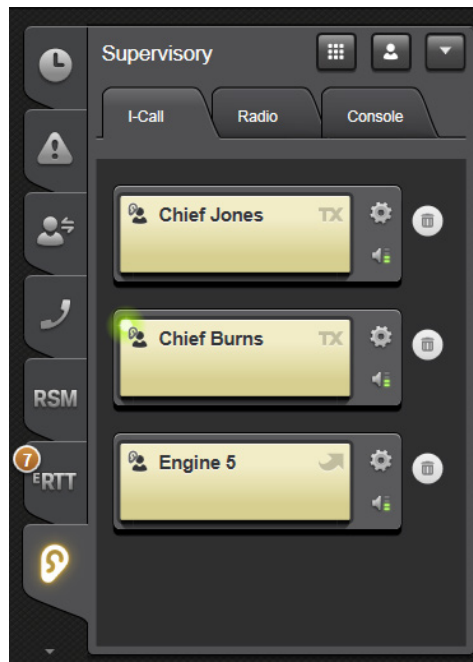 Supervisory
I-Call
Radio
Console
Chief Jones
TX
Chief Burns
TX
Engine 5
RSM
7
ERTT